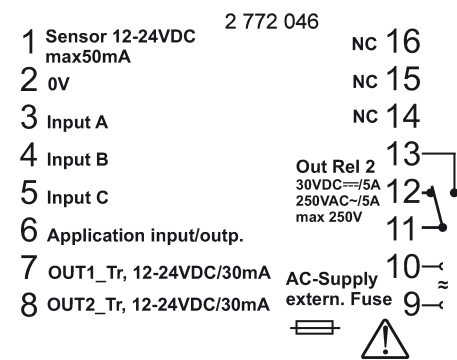 2 772 046
1 Sensor 12-24VDC
max50mA
2 0V
3 Input A
4 Input B
5 Input C
6 Application input/outp.
7 OUT1_Tr, 12-24VDC/30mA
8 OUT2_Tr, 12-24VDC/30mA
NC 16
NC 15
NC 14
13
Out Rel 2
30VDC⎓/5A
12
250VAC~/5A
max 250V
11
10
≈
AC-Supply
extern. Fuse
9